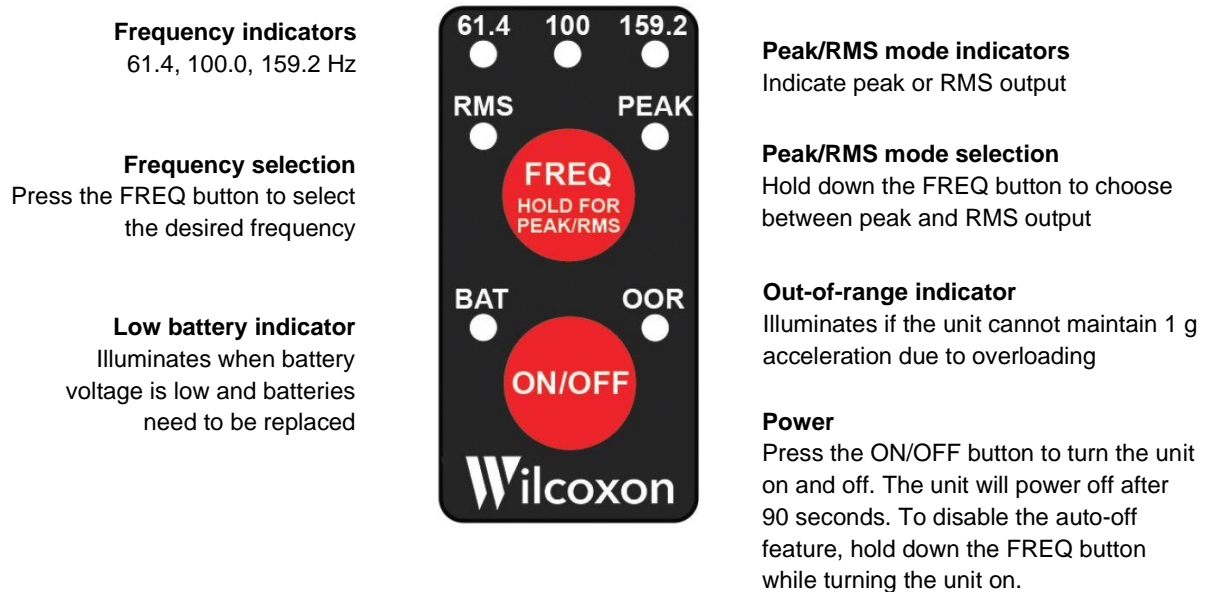 Frequency indicators
61.4, 100.0, 159.2 Hz
Frequency selection
Press the FREQ button to select
the desired frequency
Low battery indicator
Illuminates when battery
voltage is low and batteries
need to be replaced
61.4 100 159.2
RMS PEAK
FREQ
HOLD FOR
PEAK/RMS
BAT OOR
ON/OFF
Wilcoxon
Peak/RMS mode indicators
Indicate peak or RMS output
Peak/RMS mode selection
Hold down the FREQ button to choose
between peak and RMS output
Out-of-range indicator
Illuminates if the unit cannot maintain 1 g
acceleration due to overloading
Power
Press the ON/OFF button to turn the unit
on and off. The unit will power off after
90 seconds. To disable the auto-off
feature, hold down the FREQ button
while turning the unit on.